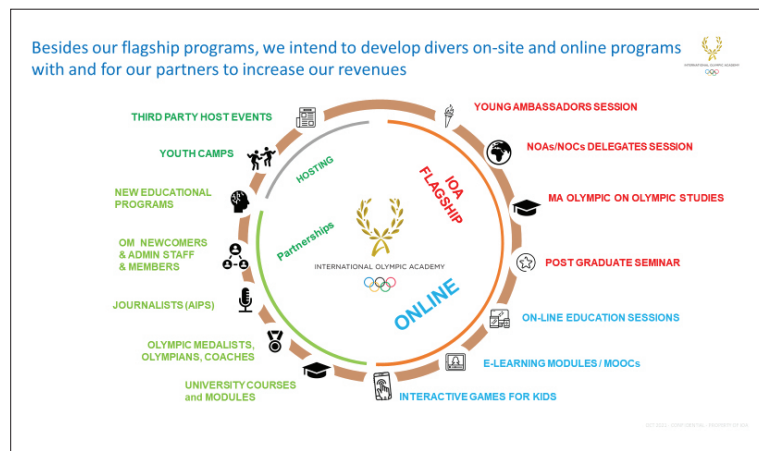 Besides our flagship programs, we intend to develop divers on-site and online programs
with and for our partners to increase our revenues
INTERNATIONAL OLYMPIC ACADEMY
THIRD PARTY HOST EVENTS
YOUTH CAMPS
NEW EDUCATIONAL
PROGRAMS
OM NEWCOMERS
& ADMIN STAFF
& MEMBERS
JOURNALISTS (AIPS)
OLYMPIC MEDALISTS,
OLYMPIANS, COACHES
UNIVERSITY COURSES
and MODULES
HOSTING
Partnerships
IOA
FLAGSHIP
INTERNATIONAL OLYMPIC ACADEMY
ONLINE
YOUNG AMBASSADORS SESSION
NOAs/NOCs DELEGATES SESSION
MA OLYMPIC ON OLYMPIC STUDIES
POST GRADUATE SEMINAR
ON-LINE EDUCATION SESSIONS
E-LEARNING MODULES / MOOCs
INTERACTIVE GAMES FOR KIDS